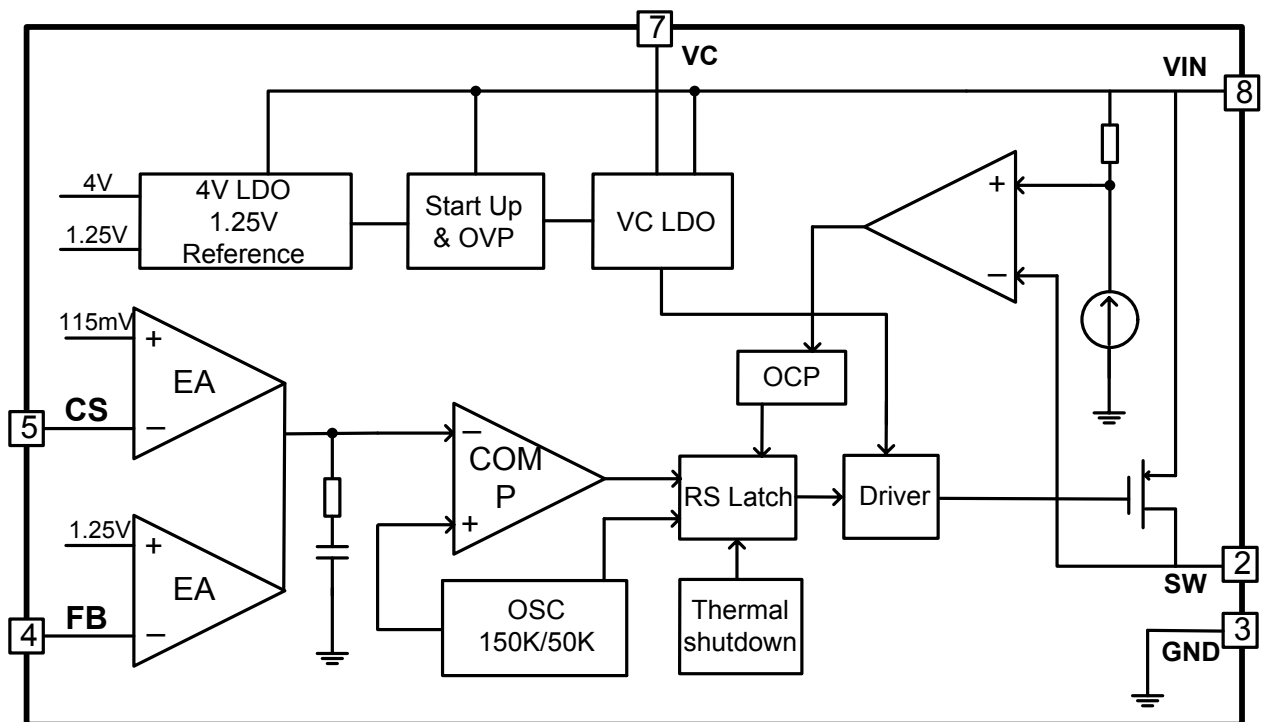 7
VC
VIN
8
4V
1.25V
4V LDO
1.25V
Reference
Start Up
& OVP
VC LDO
+
−
115mV
+
EA
−
5
CS
OCP
−
COM
P
+
RS Latch
Driver
1.25V
+
EA
−
4
FB
OSC
150K/50K
Thermal
shutdown
2
SW
3
GND